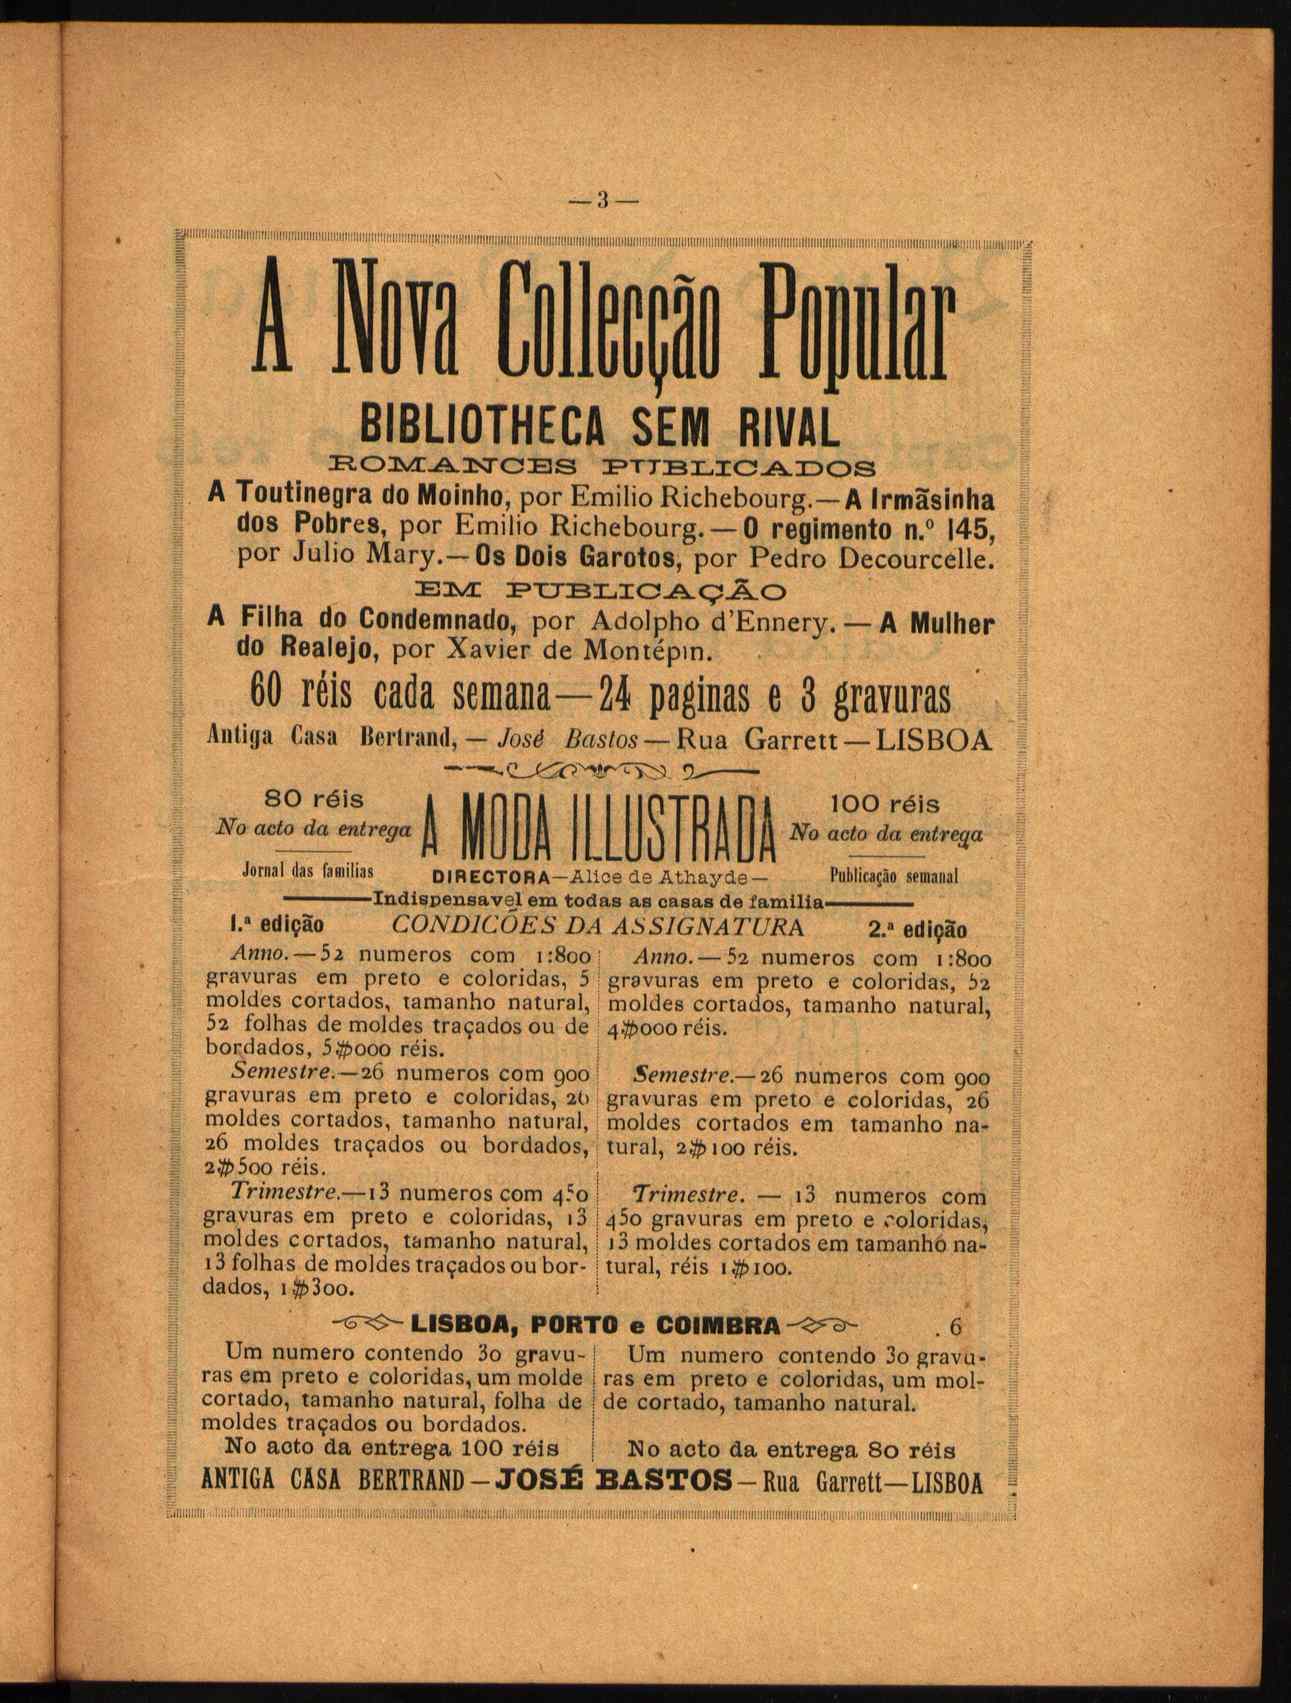 —3—
A Nova Collecção Popular
BIBLIOTHECA SEM RIVAL
ROMANCES PUBLICADOS
A Toutinegra do Moinho, por Emilio Richebourg.—A Irmãsinha
dos Pobres, por Emilio Richebourg.—O regimento n.º 145,
por Julio Mary.—Os Dois Garotos, por Pedro Decourcelle.
EM PUBLICAÇÃO
A Filha do Condemnado, por Adolpho d'Ennery.—A Mulher
do Realejo, por Xavier de Montépin.
60 réis cada semana—24 paginas e 3 gravuras
Antiga Casa Bertrand,—José Bastos—Rua Garrett—LISBOA
80 réis
No acto da entrega
Jornal das familias
A MODA ILLUSTRADA
DIRECTORA—Alice de Athayde—
100 réis
No acto da entrega
Publicação semanal
Indispensavel em todas as casas de familia
1.ª edição CONDICÕES DA ASSIGNATURA 2.ª edição
Anno.—52 numeros com 1:800
gravuras em preto e coloridas, 5
moldes cortados, tamanho natural,
52 folhas de moldes traçados ou de
bordados, 5$000 réis.
Semestre.—26 numeros com 900
gravuras em preto e coloridas, 26
moldes cortados, tamanho natural,
26 moldes traçados ou bordados,
2$500 réis.
Trimestre.—13 numeros com 450
gravuras em preto e coloridas, 13
moldes cortados, tamanho natural,
13 folhas de moldes traçados ou bor-
dados, 1$300.
Anno.—52 numeros com 1:800
gravuras em preto e coloridas, 52
moldes cortados, tamanho natural,
4$000 réis.
Semestre.—26 numeros com 900
gravuras em preto e coloridas, 26
moldes cortados em tamanho na-
tural, 2$100 réis.
Trimestre. — 13 numeros com
450 gravuras em preto e coloridas,
13 moldes cortados em tamanho na-
tural, réis 1$100.
LISBOA, PORTO e COIMBRA 6
Um numero contendo 30 gravu-
ras em preto e coloridas, um molde
cortado, tamanho natural, folha de
moldes traçados ou bordados.
No acto da entrega 100 réis
Um numero contendo 30 gravu-
ras em preto e coloridas, um mol-
de cortado, tamanho natural.
No acto da entrega 80 réis
ANTIGA CASA BERTRAND—JOSÉ BASTOS—Rua Garrett—LISBOA